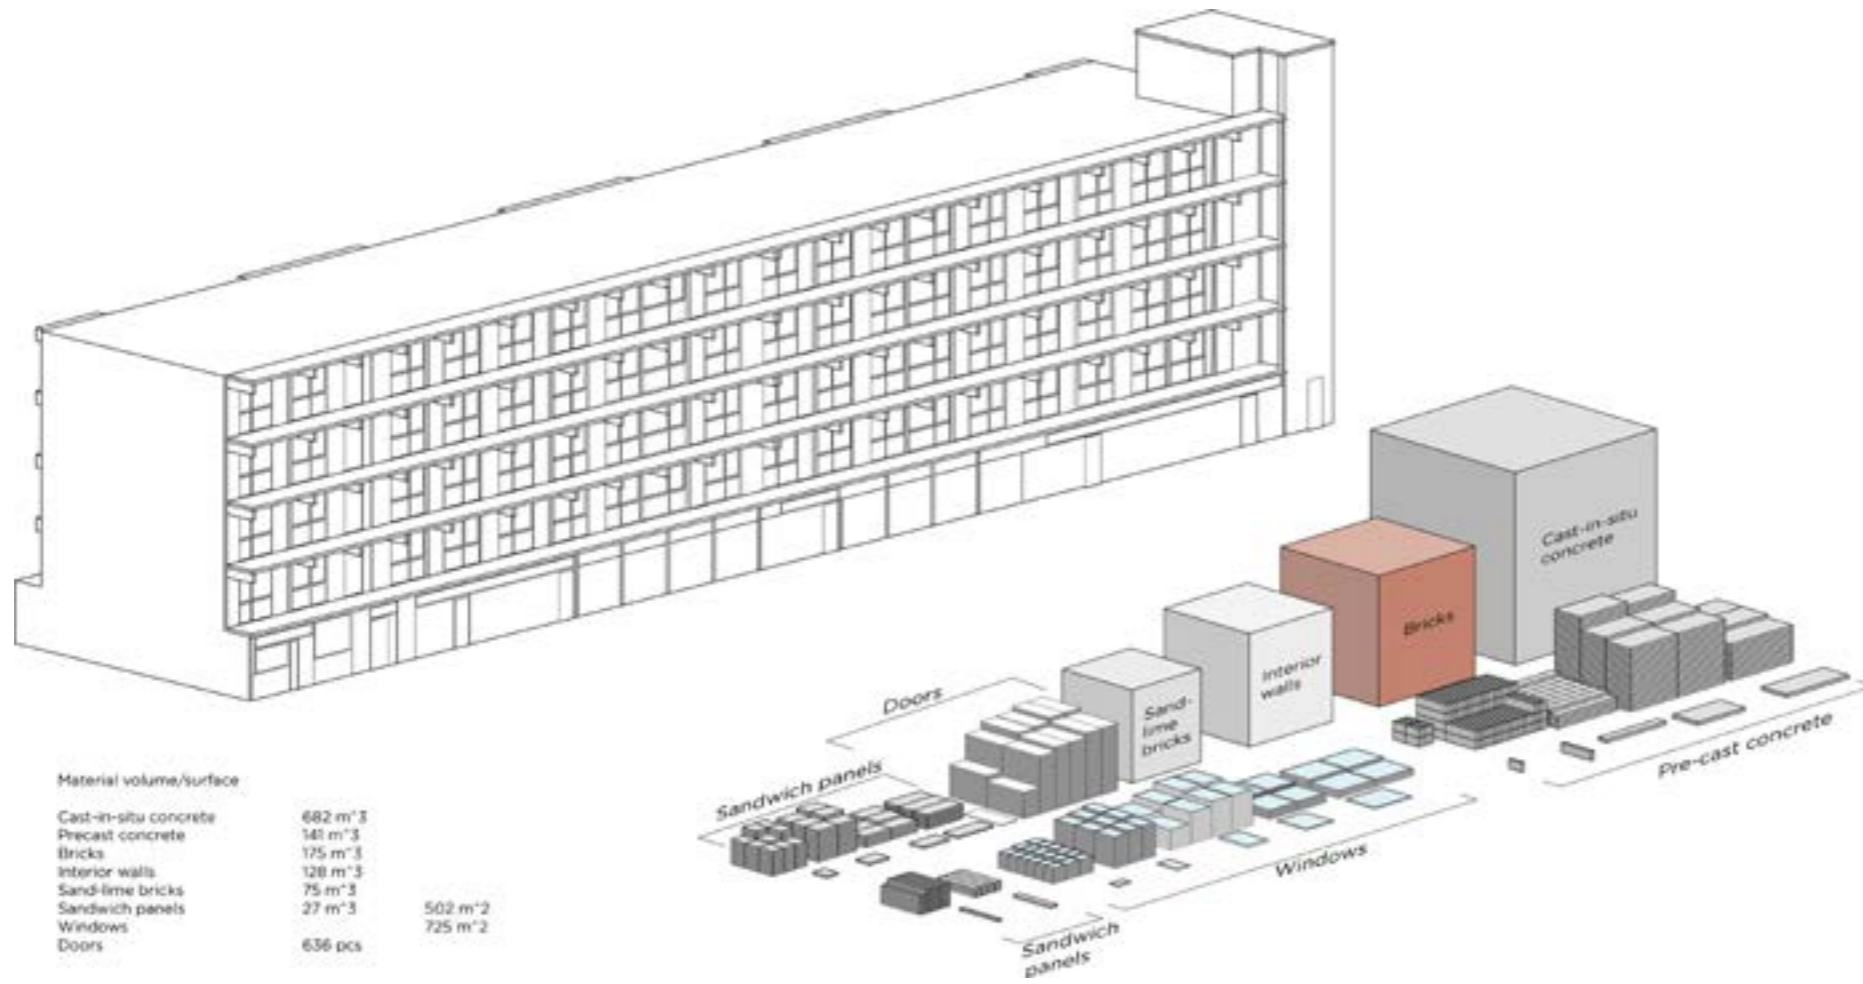 Cast-in-situ
concrete
Bricks
Interior
walls
Sand-
lime
bricks
Doors
Sandwich panels
Pre-cast concrete
Windows
Sandwich
panels
Material volume/surface
Cast-in-situ concrete 682 m^3
Precast concrete 141 m^3
Bricks 175 m^3
Interior walls 128 m^3
Sand-lime bricks 75 m^3
Sandwich panels 27 m^3 502 m^2
Windows 725 m^2
Doors 636 pcs